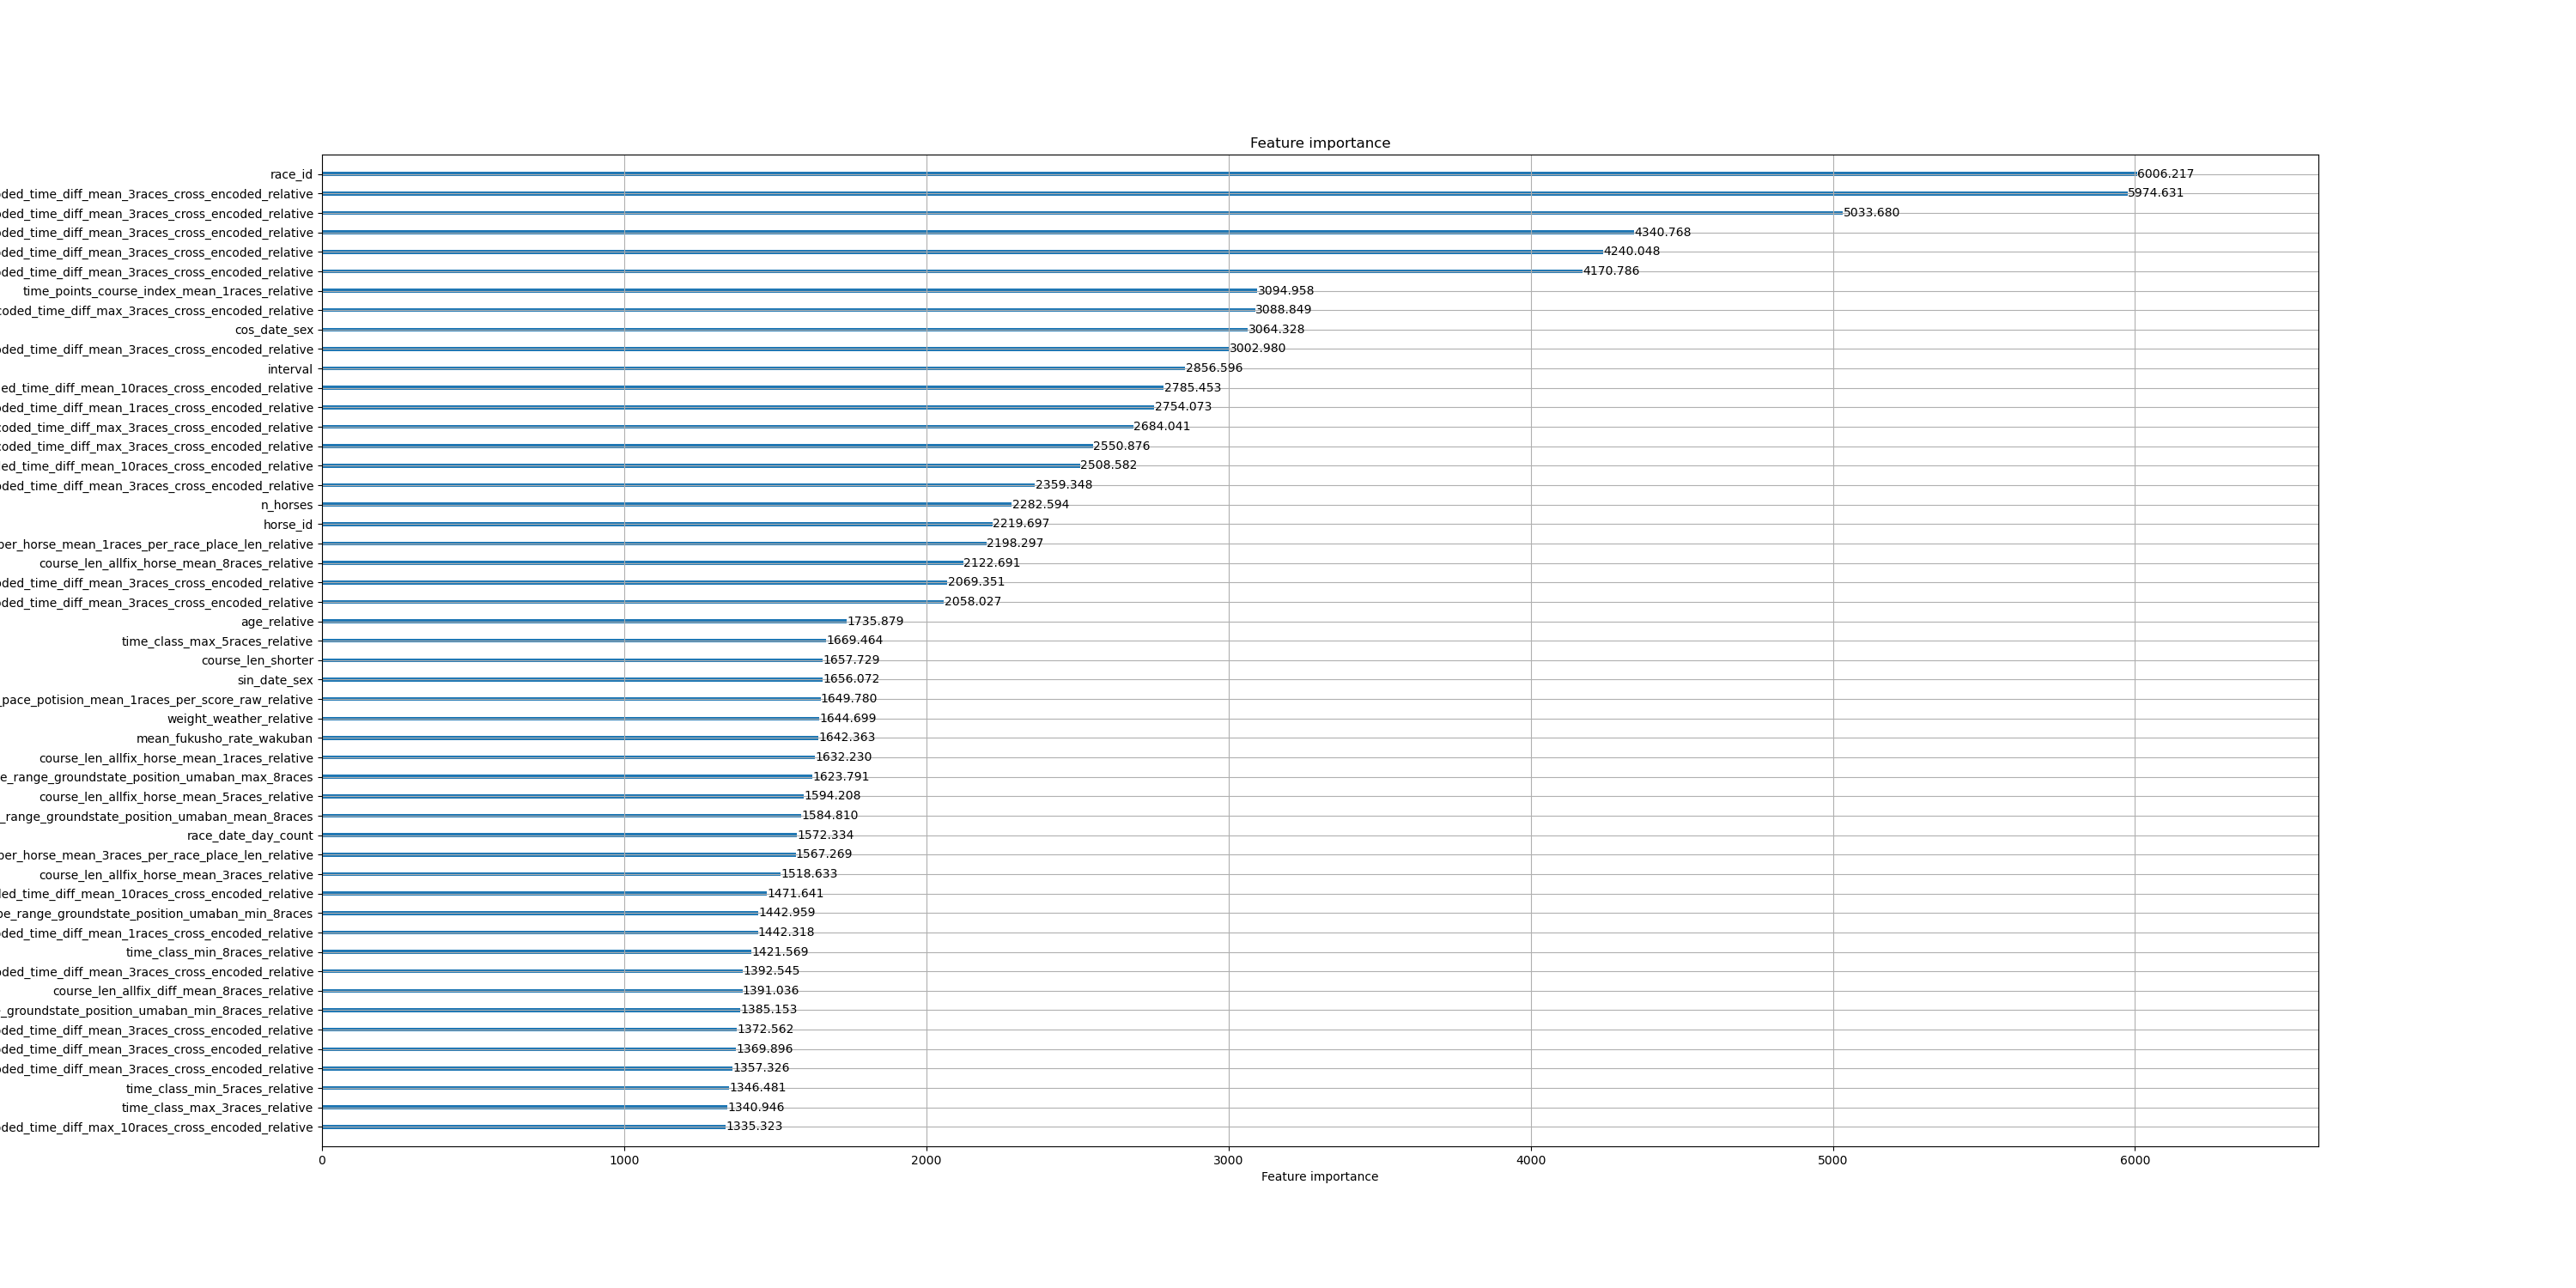 Feature importance
race_id 6006.217
ded_time_diff_mean_3races_cross_encoded_relative 5974.631
ded_time_diff_mean_3races_cross_encoded_relative 5033.680
ded_time_diff_mean_3races_cross_encoded_relative 4340.768
ded_time_diff_mean_3races_cross_encoded_relative 4240.048
ded_time_diff_mean_3races_cross_encoded_relative 4170.786
time_points_course_index_mean_1races_relative 3094.958
coded_time_diff_max_3races_cross_encoded_relative 3088.849
cos_date_sex 3064.328
ded_time_diff_mean_3races_cross_encoded_relative 3002.980
interval 2856.596
ed_time_diff_mean_10races_cross_encoded_relative 2785.453
ded_time_diff_mean_1races_cross_encoded_relative 2754.073
coded_time_diff_max_3races_cross_encoded_relative 2684.041
coded_time_diff_max_3races_cross_encoded_relative 2550.876
ed_time_diff_mean_10races_cross_encoded_relative 2508.582
ded_time_diff_mean_3races_cross_encoded_relative 2359.348
n_horses 2282.594
horse_id 2219.697
per_horse_mean_1races_per_race_place_len_relative 2198.297
course_len_allfix_horse_mean_8races_relative 2122.691
ded_time_diff_mean_3races_cross_encoded_relative 2069.351
ded_time_diff_mean_3races_cross_encoded_relative 2058.027
age_relative 1735.879
time_class_max_5races_relative 1669.464
course_len_shorter 1657.729
sin_date_sex 1656.072
_pace_potision_mean_1races_per_score_raw_relative 1649.780
weight_weather_relative 1644.699
mean_fukusho_rate_wakuban 1642.363
course_len_allfix_horse_mean_1races_relative 1632.230
e_range_groundstate_position_umaban_max_8races 1623.791
course_len_allfix_horse_mean_5races_relative 1594.208
_range_groundstate_position_umaban_mean_8races 1584.810
race_date_day_count 1572.334
per_horse_mean_3races_per_race_place_len_relative 1567.269
course_len_allfix_horse_mean_3races_relative 1518.633
ed_time_diff_mean_10races_cross_encoded_relative 1471.641
pe_range_groundstate_position_umaban_min_8races 1442.959
ded_time_diff_mean_1races_cross_encoded_relative 1442.318
time_class_min_8races_relative 1421.569
ded_time_diff_mean_3races_cross_encoded_relative 1392.545
course_len_allfix_diff_mean_8races_relative 1391.036
_groundstate_position_umaban_min_8races_relative 1385.153
ded_time_diff_mean_3races_cross_encoded_relative 1372.562
ded_time_diff_mean_3races_cross_encoded_relative 1369.896
ded_time_diff_mean_3races_cross_encoded_relative 1357.326
time_class_min_5races_relative 1346.481
time_class_max_3races_relative 1340.946
ded_time_diff_max_10races_cross_encoded_relative 1335.323
0 1000 2000 3000 4000 5000 6000
Feature importance